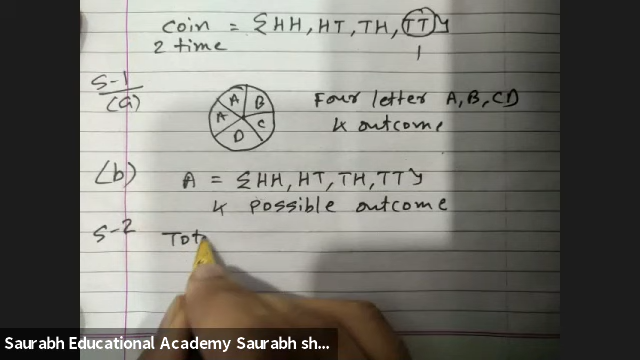 coin = {HH, HT, TH, TT}
2 time
1
S-1
(a)
A B
A C
D
Four letter A, B, CD
4 outcome
(b) A = {HH, HT, TH, TT}
4 possible outcome
S-2 Tot
Saurabh Educational Academy Saurabh sh...